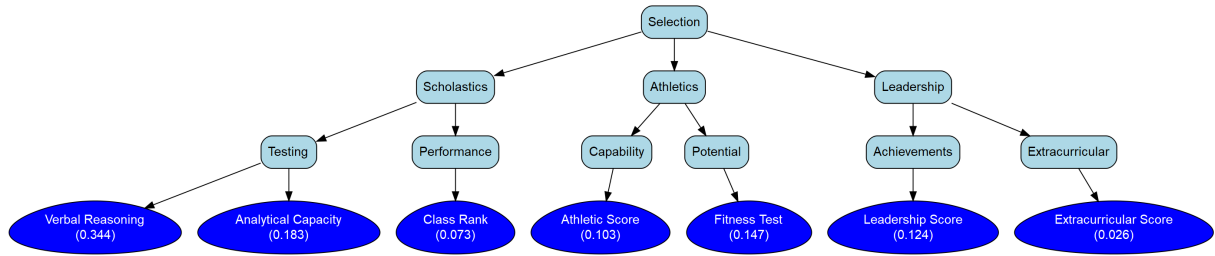 Selection
Scholastics
Athletics
Leadership
Testing
Performance
Capability
Potential
Achievements
Extracurricular
Verbal Reasoning
(0.344)
Analytical Capacity
(0.183)
Class Rank
(0.073)
Athletic Score
(0.103)
Fitness Test
(0.147)
Leadership Score
(0.124)
Extracurricular Score
(0.026)